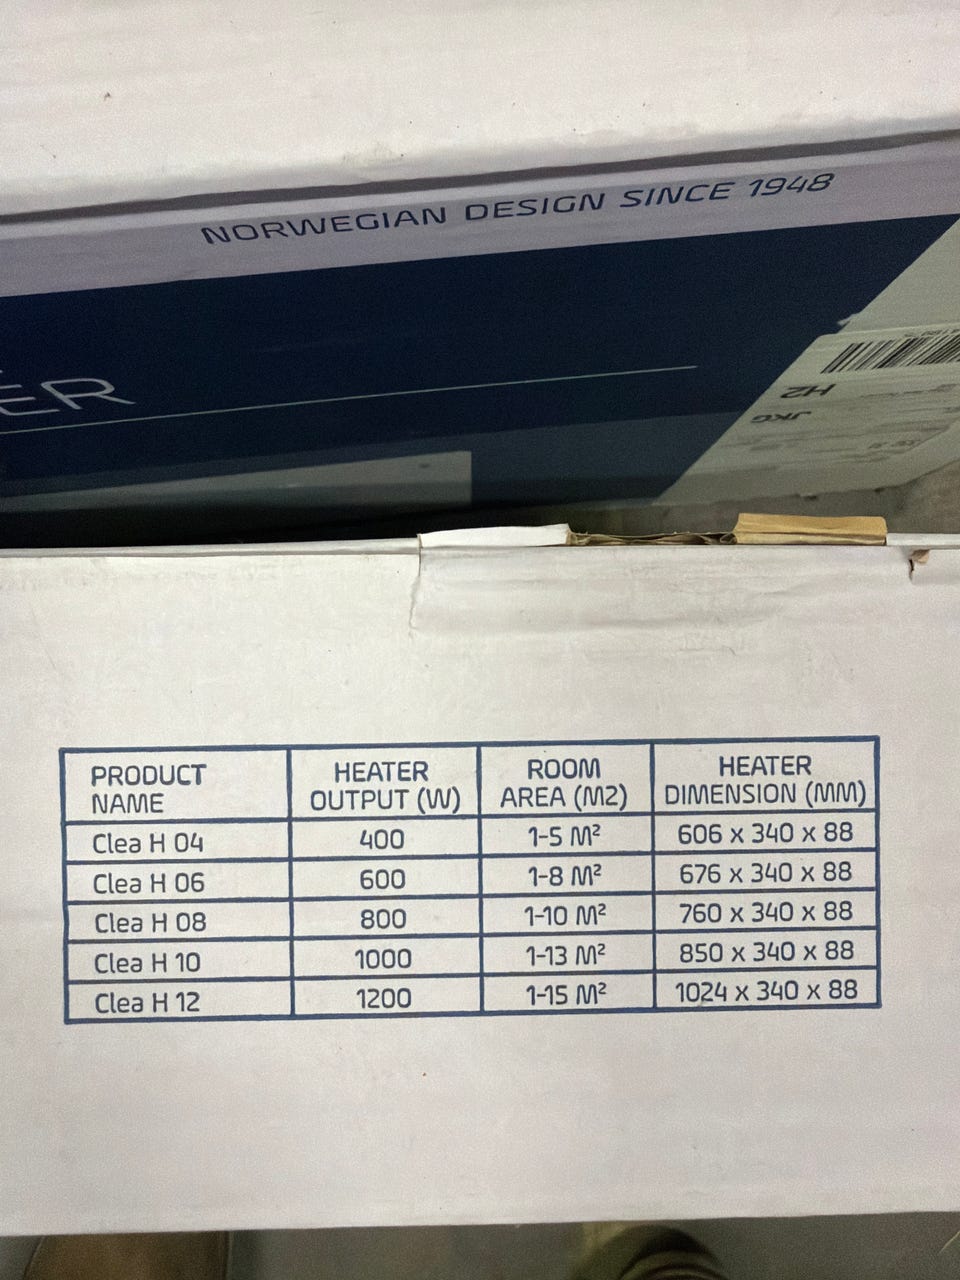 NORWEGIAN DESIGN SINCE 1948
H2
JKG
PRODUCT NAME HEATER OUTPUT (W) ROOM AREA (M2) HEATER DIMENSION (MM)
Clea H 04 400 1-5 M² 606 x 340 x 88
Clea H 06 600 1-8 M² 676 x 340 x 88
Clea H 08 800 1-10 M² 760 x 340 x 88
Clea H 10 1000 1-13 M² 850 x 340 x 88
Clea H 12 1200 1-15 M² 1024 x 340 x 88